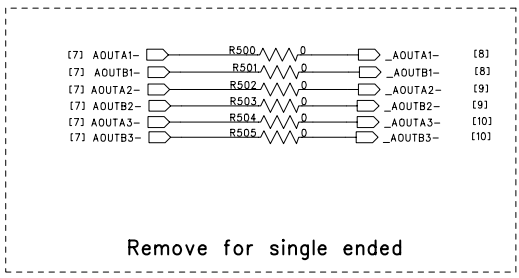 [7] AOUTA1- R500 0 _AOUTA1- [8]
[7] AOUTB1- R501 0 _AOUTB1- [8]
[7] AOUTA2- R502 0 _AOUTA2- [9]
[7] AOUTB2- R503 0 _AOUTB2- [9]
[7] AOUTA3- R504 0 _AOUTA3- [10]
[7] AOUTB3- R505 0 _AOUTB3- [10]
Remove for single ended